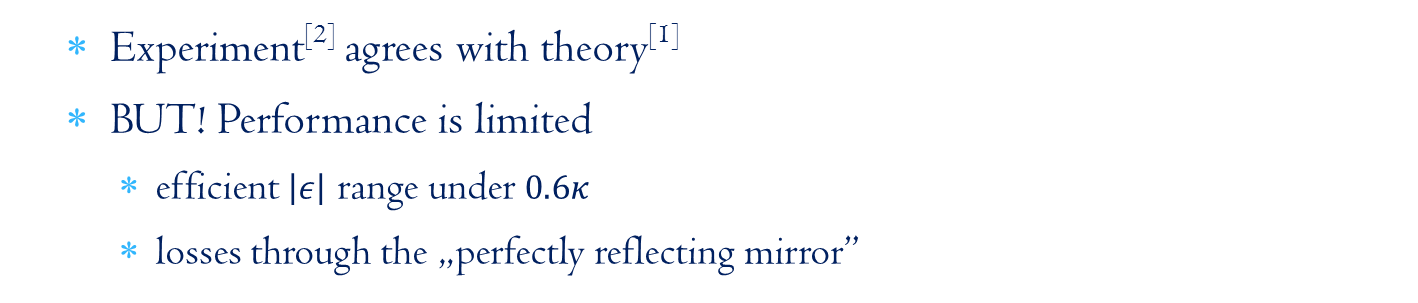 * Experiment[2] agrees with theory[1]
* BUT! Performance is limited
* efficient |ϵ| range under 0.6κ
* losses through the „perfectly reflecting mirror”